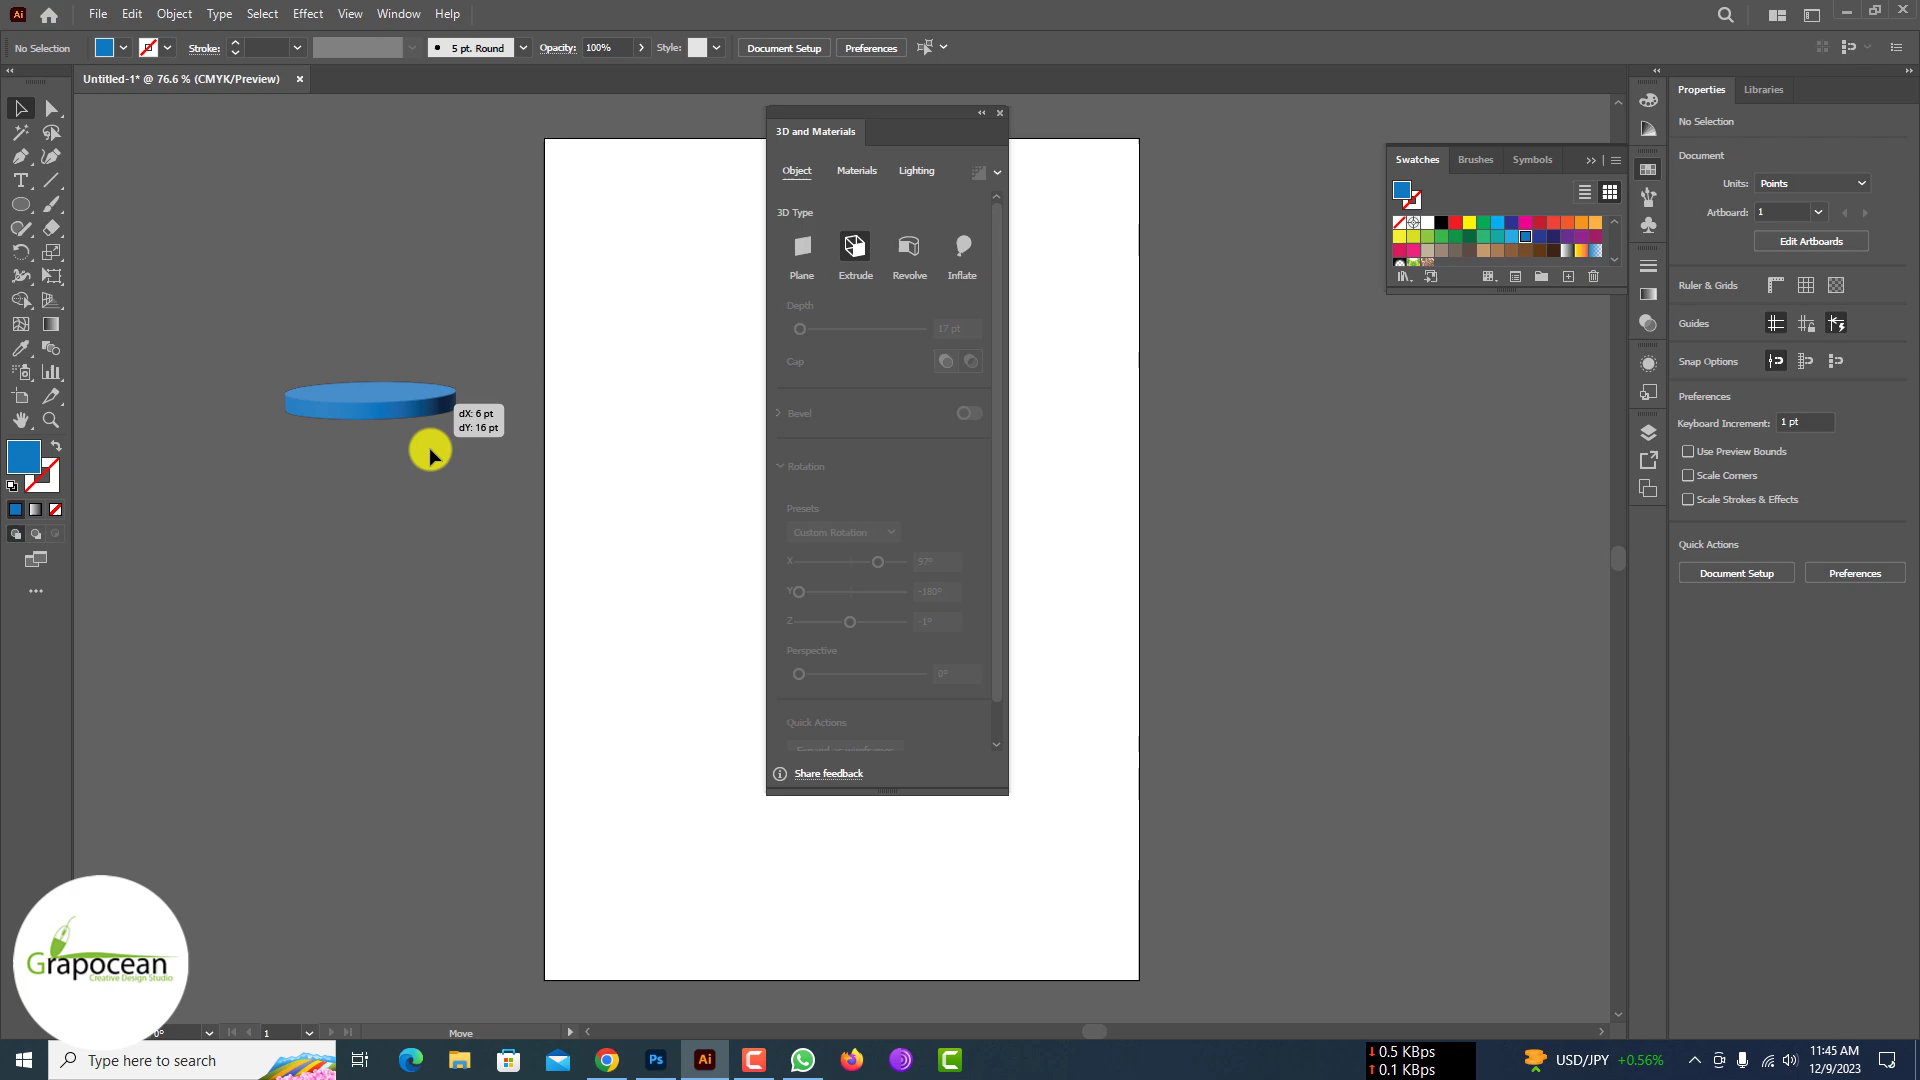 File Edit Object Type Select Effect View Window Help
No Selection Stroke: 5 pt. Round Opacity: 100% Style: Document Setup Preferences
Untitled-1* @ 76.6 % (CMYK/Preview)
3D and Materials
Object Materials Lighting
3D Type
Plane Extrude Revolve Inflate
Depth
17 pt
Cap
Bevel
Rotation
Presets
Custom Rotation
X 97°
Y -180°
Z -1°
Perspective
0°
Quick Actions
Expand as wireframes
Share feedback
dX: 6 pt
dY: 16 pt
Swatches Brushes Symbols
Properties Libraries
No Selection
Document
Units: Points
Artboard: 1
Edit Artboards
Ruler & Grids
Guides
Snap Options
Preferences
Keyboard Increment: 1 pt
Use Preview Bounds
Scale Corners
Scale Strokes & Effects
Quick Actions
Document Setup Preferences
Grapocean
Creative Design Studio
0° 1 Move
Type here to search
0.5 KBps
0.1 KBps
USD/JPY +0.56%
11:45 AM
12/9/2023